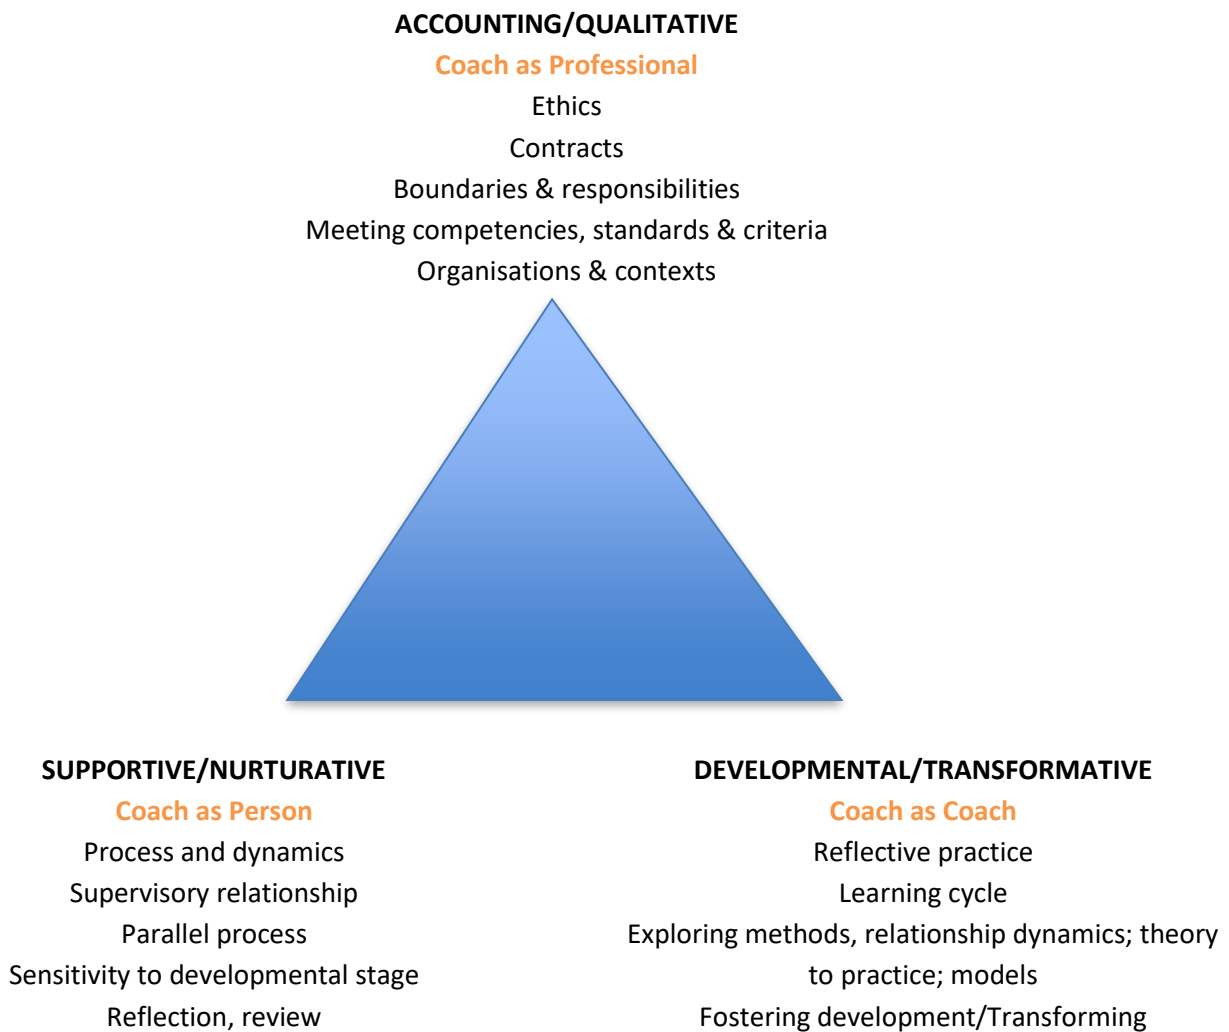 ACCOUNTING/QUALITATIVE
Coach as Professional
Ethics
Contracts
Boundaries & responsibilities
Meeting competencies, standards & criteria
Organisations & contexts
SUPPORTIVE/NURTURATIVE
Coach as Person
Process and dynamics
Supervisory relationship
Parallel process
Sensitivity to developmental stage
Reflection, review
DEVELOPMENTAL/TRANSFORMATIVE
Coach as Coach
Reflective practice
Learning cycle
Exploring methods, relationship dynamics; theory
to practice; models
Fostering development/Transforming